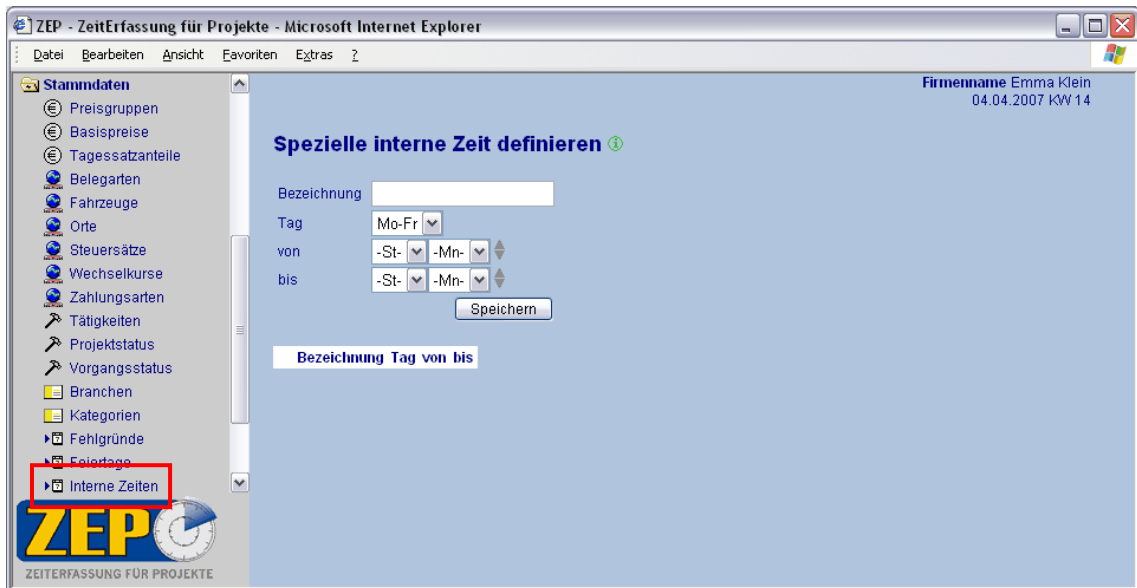 ZEP - ZeitErfassung für Projekte - Microsoft Internet Explorer
Datei Bearbeiten Ansicht Favoriten Extras ?
Stammdaten
Preisgruppen
Basispreise
Tagessatzanteile
Belegarten
Fahrzeuge
Orte
Steuersätze
Wechselkurse
Zahlungsarten
Tätigkeiten
Projektstatus
Vorgangsstatus
Branchen
Kategorien
Fehlgründe
Feiertage
Interne Zeiten
ZEP
ZEITERFASSUNG FÜR PROJEKTE
Firmenname Emma Klein
04.04.2007 KW 14
Spezielle interne Zeit definieren
Bezeichnung
Tag Mo-Fr
von -St- -Mn-
bis -St- -Mn-
Speichern
Bezeichnung Tag von bis